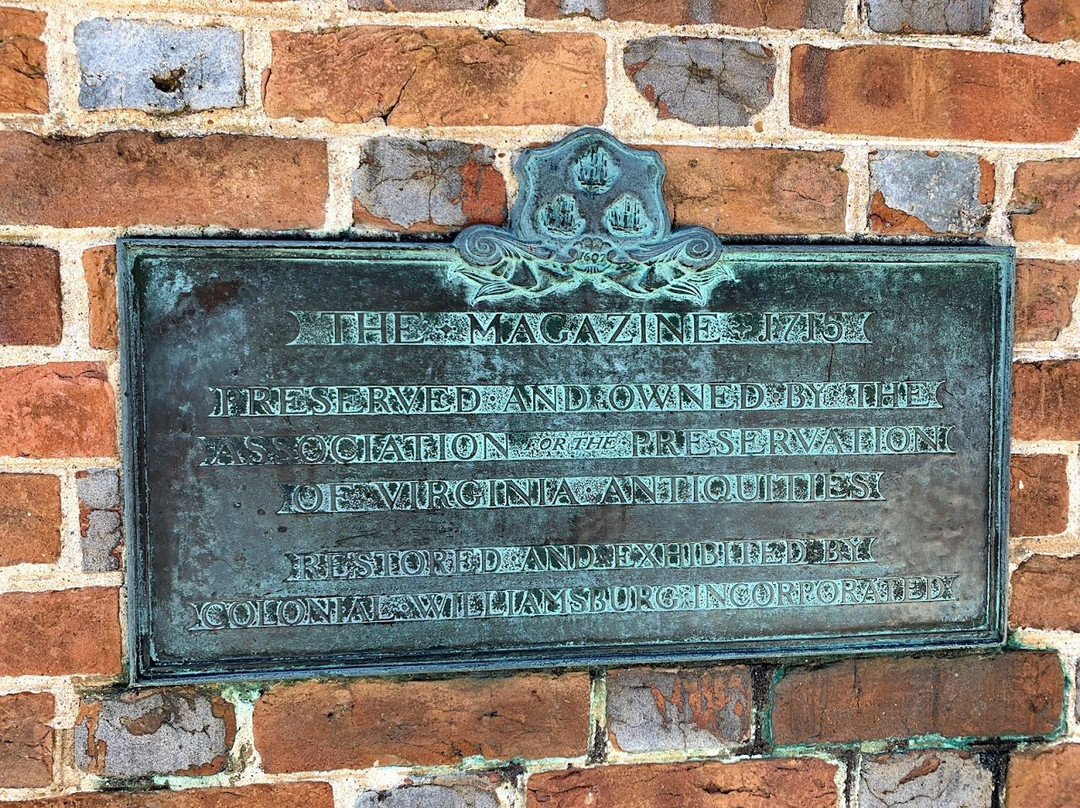 1607
THE MAGAZINE 1715
PRESERVED AND OWNED BY THE
ASSOCIATION FOR THE PRESERVATION
OF VIRGINIA ANTIQUITIES
RESTORED AND EXHIBITED BY
COLONIAL WILLIAMSBURG INCORPORATED